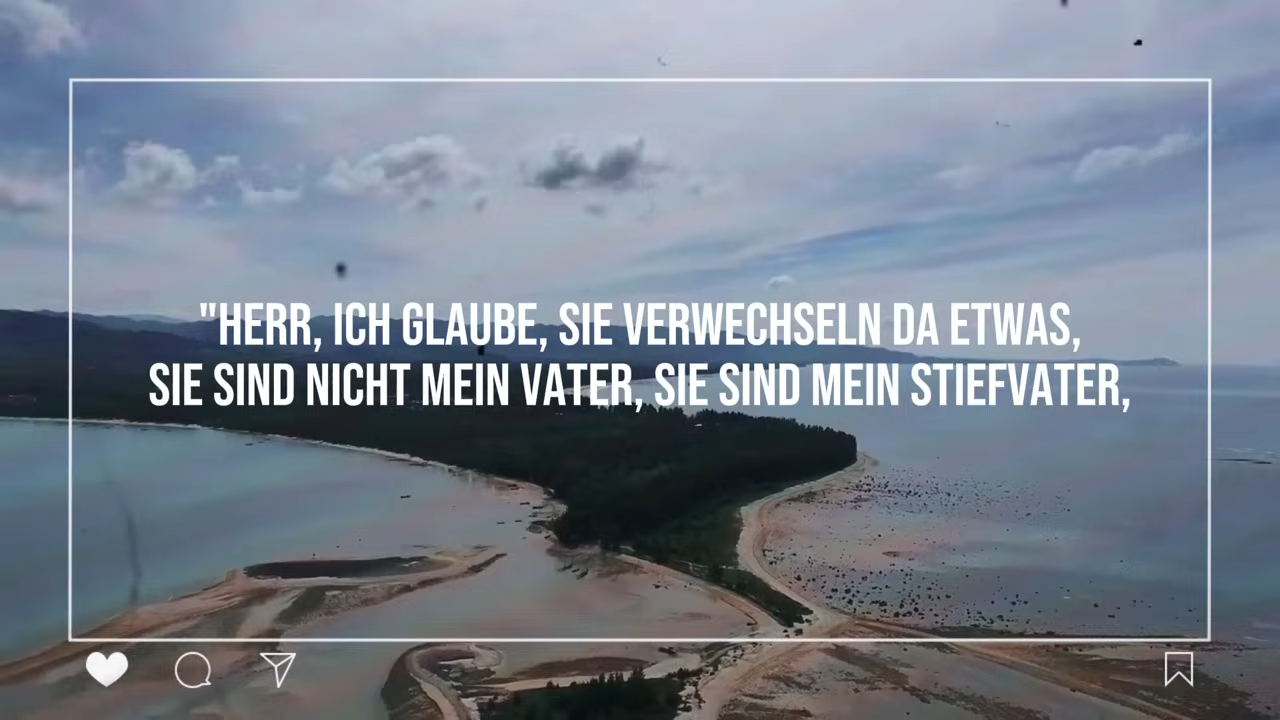 "HERR, ICH GLAUBE, SIE VERWECHSELN DA ETWAS,
SIE SIND NICHT MEIN VATER, SIE SIND MEIN STIEFVATER,